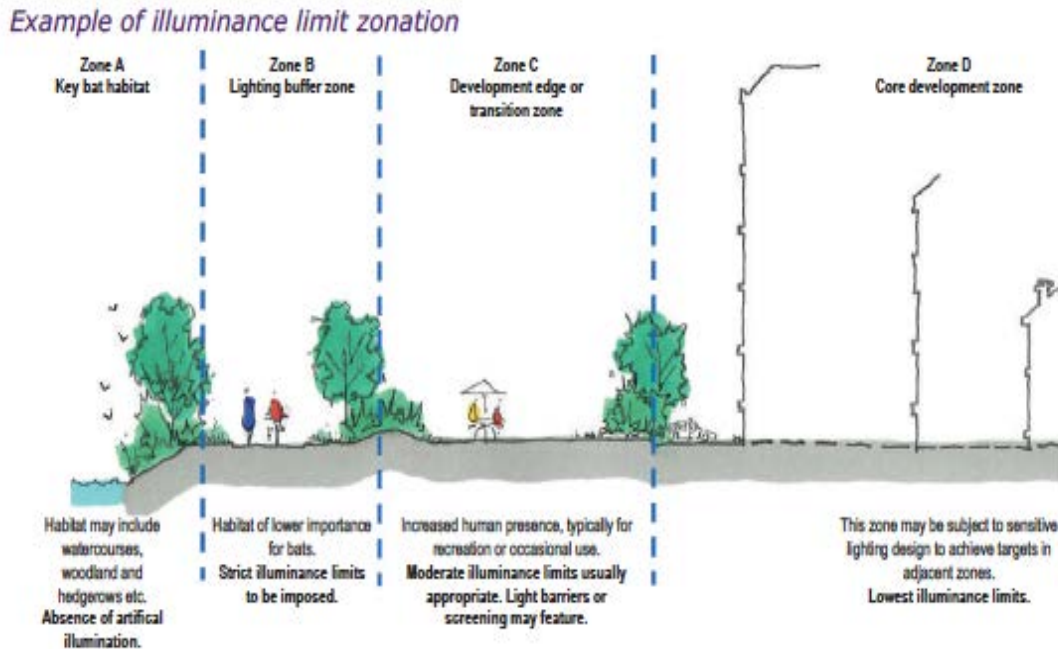 Example of illuminance limit zonation
Zone A
Key bat habitat
Zone B
Lighting buffer zone
Zone C
Development edge or
transition zone
Zone D
Core development zone
Habitat may include
watercourses,
woodland and
hedgerows etc.
Absence of artifical
illumination.
Habitat of lower importance
for bats.
Strict illuminance limits
to be imposed.
Increased human presence, typically for
recreation or occasional use.
Moderate illuminance limits usually
appropriate. Light barriers or
screening may feature.
This zone may be subject to sensitive
lighting design to achieve targets in
adjacent zones.
Lowest illuminance limits.